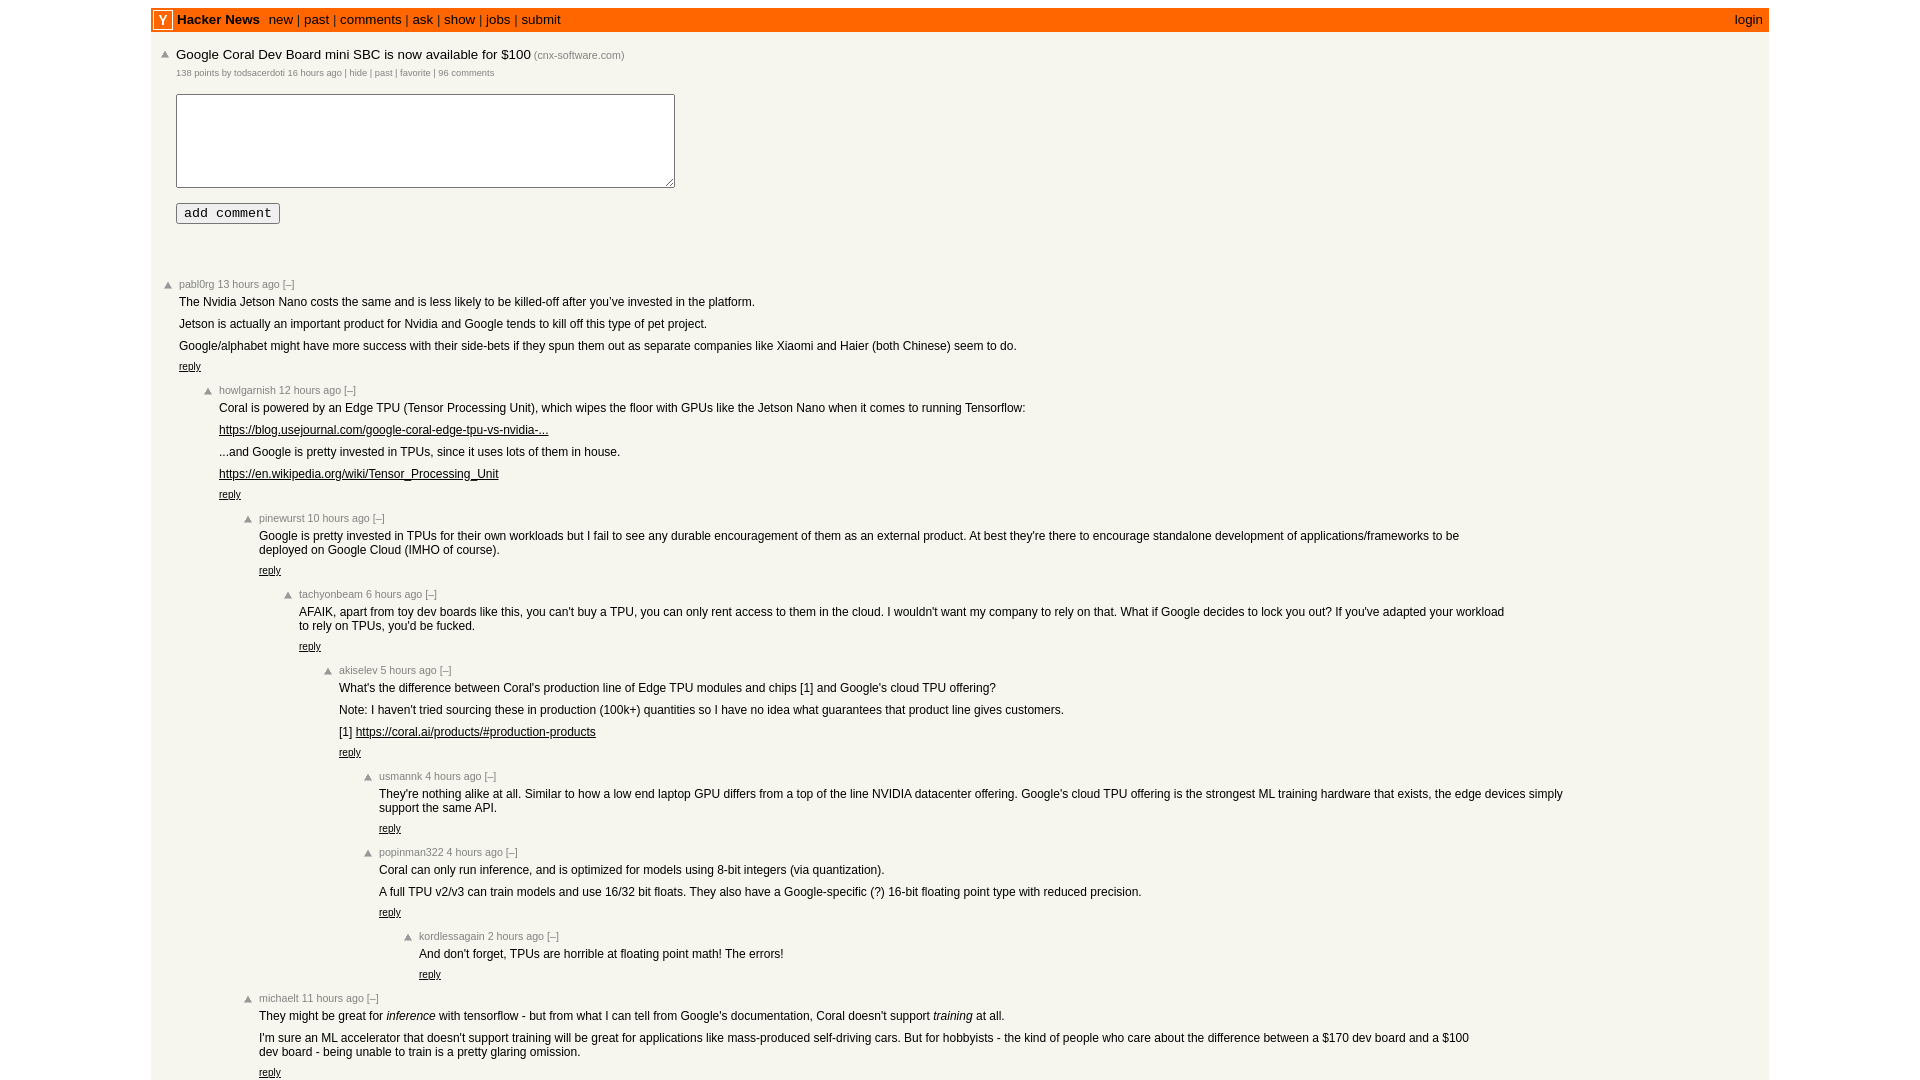 Y Hacker News new | past | comments | ask | show | jobs | submit login
Google Coral Dev Board mini SBC is now available for $100 (cnx-software.com)
138 points by todsacerdoti 16 hours ago | hide | past | favorite | 96 comments
add comment
pabl0rg 13 hours ago [–]
The Nvidia Jetson Nano costs the same and is less likely to be killed-off after you've invested in the platform.
Jetson is actually an important product for Nvidia and Google tends to kill off this type of pet project.
Google/alphabet might have more success with their side-bets if they spun them out as separate companies like Xiaomi and Haier (both Chinese) seem to do.
reply
howlgarnish 12 hours ago [–]
Coral is powered by an Edge TPU (Tensor Processing Unit), which wipes the floor with GPUs like the Jetson Nano when it comes to running Tensorflow:
https://blog.usejournal.com/google-coral-edge-tpu-vs-nvidia-...
...and Google is pretty invested in TPUs, since it uses lots of them in house.
https://en.wikipedia.org/wiki/Tensor_Processing_Unit
reply
pinewurst 10 hours ago [–]
Google is pretty invested in TPUs for their own workloads but I fail to see any durable encouragement of them as an external product. At best they're there to encourage standalone development of applications/frameworks to be
deployed on Google Cloud (IMHO of course).
reply
tachyonbeam 6 hours ago [–]
AFAIK, apart from toy dev boards like this, you can't buy a TPU, you can only rent access to them in the cloud. I wouldn't want my company to rely on that. What if Google decides to lock you out? If you've adapted your workload
to rely on TPUs, you'd be fucked.
reply
akiselev 5 hours ago [–]
What's the difference between Coral's production line of Edge TPU modules and chips [1] and Google's cloud TPU offering?
Note: I haven't tried sourcing these in production (100k+) quantities so I have no idea what guarantees that product line gives customers.
[1] https://coral.ai/products/#production-products
reply
usmannk 4 hours ago [–]
They're nothing alike at all. Similar to how a low end laptop GPU differs from a top of the line NVIDIA datacenter offering. Google's cloud TPU offering is the strongest ML training hardware that exists, the edge devices simply
support the same API.
reply
popinman322 4 hours ago [–]
Coral can only run inference, and is optimized for models using 8-bit integers (via quantization).
A full TPU v2/v3 can train models and use 16/32 bit floats. They also have a Google-specific (?) 16-bit floating point type with reduced precision.
reply
kordlessagain 2 hours ago [–]
And don't forget, TPUs are horrible at floating point math! The errors!
reply
michaelt 11 hours ago [–]
They might be great for inference with tensorflow - but from what I can tell from Google's documentation, Coral doesn't support training at all.
I'm sure an ML accelerator that doesn't support training will be great for applications like mass-produced self-driving cars. But for hobbyists - the kind of people who care about the difference between a $170 dev board and a $100
dev board - being unable to train is a pretty glaring omission.
reply